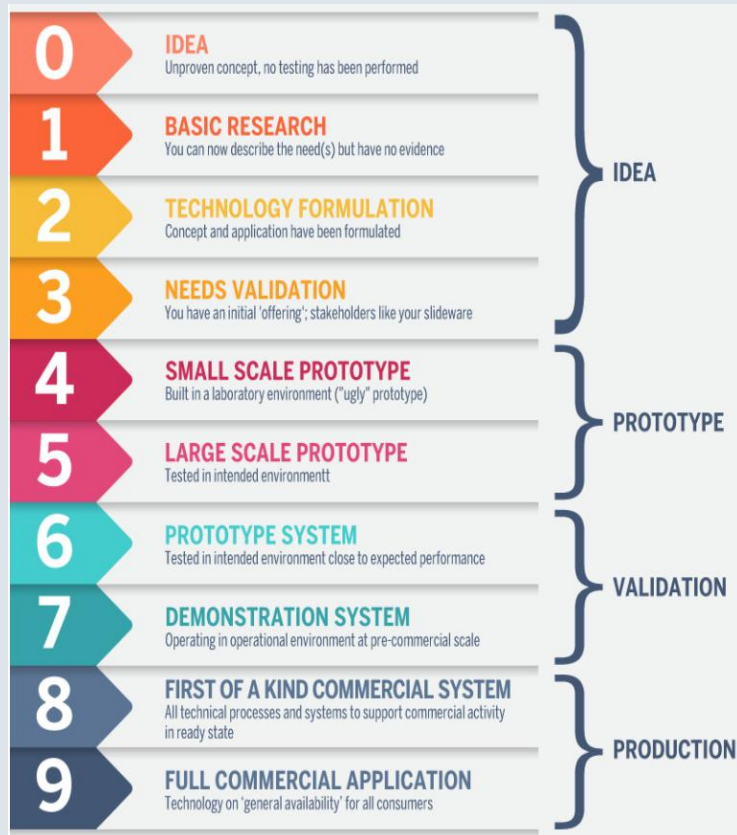 0
IDEA
Unproven concept, no testing has been performed
1
BASIC RESEARCH
You can now describe the need(s) but have no evidence
2
TECHNOLOGY FORMULATION
Concept and application have been formulated
3
NEEDS VALIDATION
You have an initial 'offering'; stakeholders like your slideware
IDEA
4
SMALL SCALE PROTOTYPE
Built in a laboratory environment ("ugly" prototype)
5
LARGE SCALE PROTOTYPE
Tested in intended environmentt
PROTOTYPE
6
PROTOTYPE SYSTEM
Tested in intended environment close to expected performance
7
DEMONSTRATION SYSTEM
Operating in operational environment at pre-commercial scale
VALIDATION
8
FIRST OF A KIND COMMERCIAL SYSTEM
All technical processes and systems to support commercial activity
in ready state
9
FULL COMMERCIAL APPLICATION
Technology on 'general availability' for all consumers
PRODUCTION